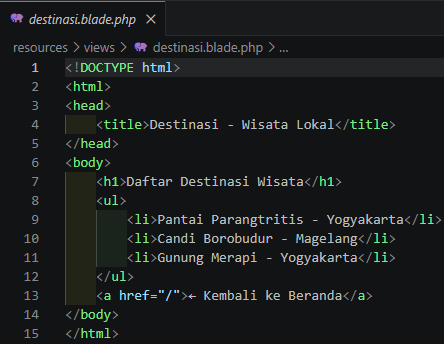 destinasi.blade.php
resources > views > destinasi.blade.php > ...
1 <!DOCTYPE html>
2 <html>
3 <head>
4     <title>Destinasi - Wisata Lokal</title>
5 </head>
6 <body>
7     <h1>Daftar Destinasi Wisata</h1>
8     <ul>
9         <li>Pantai Parangtritis - Yogyakarta</li>
10         <li>Candi Borobudur - Magelang</li>
11         <li>Gunung Merapi - Yogyakarta</li>
12     </ul>
13     <a href="/">← Kembali ke Beranda</a>
14 </body>
15 </html>